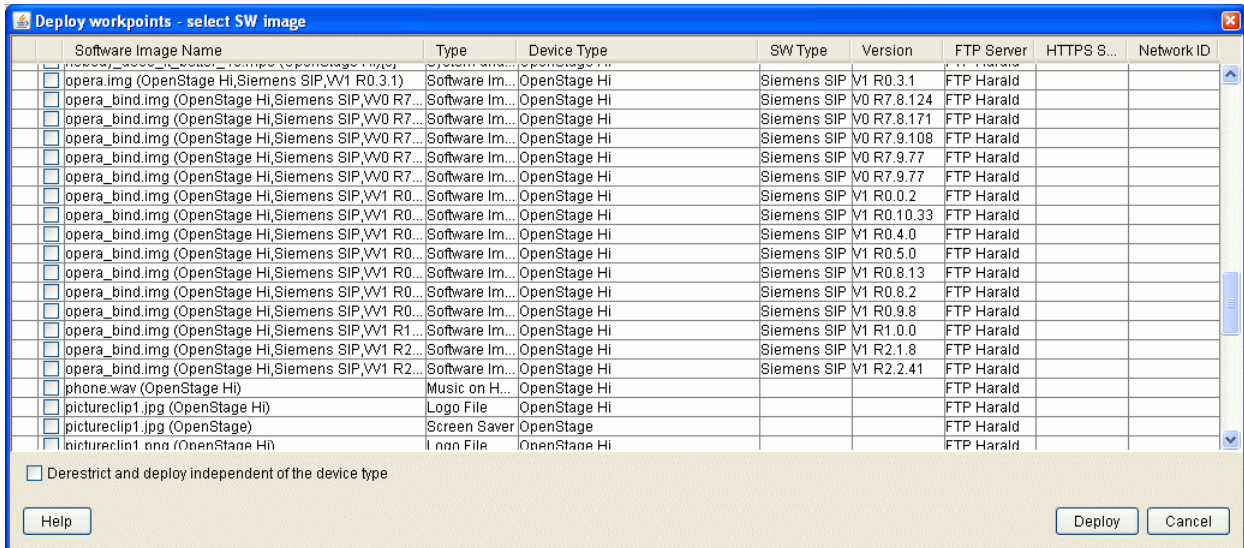 Deploy workpoints - select SW image
Software Image Name Type Device Type SW Type Version FTP Server HTTPS S... Network ID
opera.img (OpenStage Hi,Siemens SIP,VV1 R0.3.1) Software Im... OpenStage Hi Siemens SIP V1 R0.3.1 FTP Harald
opera_bind.img (OpenStage Hi,Siemens SIP,VV0 R7... Software Im... OpenStage Hi Siemens SIP V0 R7.8.124 FTP Harald
opera_bind.img (OpenStage Hi,Siemens SIP,VV0 R7... Software Im... OpenStage Hi Siemens SIP V0 R7.8.171 FTP Harald
opera_bind.img (OpenStage Hi,Siemens SIP,VV0 R7... Software Im... OpenStage Hi Siemens SIP V0 R7.9.108 FTP Harald
opera_bind.img (OpenStage Hi,Siemens SIP,VV0 R7... Software Im... OpenStage Hi Siemens SIP V0 R7.9.77 FTP Harald
opera_bind.img (OpenStage Hi,Siemens SIP,VV0 R7... Software Im... OpenStage Hi Siemens SIP V0 R7.9.77 FTP Harald
opera_bind.img (OpenStage Hi,Siemens SIP,VV1 R0... Software Im... OpenStage Hi Siemens SIP V1 R0.0.2 FTP Harald
opera_bind.img (OpenStage Hi,Siemens SIP,VV1 R0... Software Im... OpenStage Hi Siemens SIP V1 R0.10.33 FTP Harald
opera_bind.img (OpenStage Hi,Siemens SIP,VV1 R0... Software Im... OpenStage Hi Siemens SIP V1 R0.4.0 FTP Harald
opera_bind.img (OpenStage Hi,Siemens SIP,VV1 R0... Software Im... OpenStage Hi Siemens SIP V1 R0.5.0 FTP Harald
opera_bind.img (OpenStage Hi,Siemens SIP,VV1 R0... Software Im... OpenStage Hi Siemens SIP V1 R0.8.13 FTP Harald
opera_bind.img (OpenStage Hi,Siemens SIP,VV1 R0... Software Im... OpenStage Hi Siemens SIP V1 R0.8.2 FTP Harald
opera_bind.img (OpenStage Hi,Siemens SIP,VV1 R0... Software Im... OpenStage Hi Siemens SIP V1 R0.9.8 FTP Harald
opera_bind.img (OpenStage Hi,Siemens SIP,VV1 R1... Software Im... OpenStage Hi Siemens SIP V1 R1.0.0 FTP Harald
opera_bind.img (OpenStage Hi,Siemens SIP,VV1 R2... Software Im... OpenStage Hi Siemens SIP V1 R2.1.8 FTP Harald
opera_bind.img (OpenStage Hi,Siemens SIP,VV1 R2... Software Im... OpenStage Hi Siemens SIP V1 R2.2.41 FTP Harald
phone.wav (OpenStage Hi) Music on H... OpenStage Hi FTP Harald
pictureclip1.jpg (OpenStage Hi) Logo File OpenStage Hi FTP Harald
pictureclip1.jpg (OpenStage) Screen Saver OpenStage FTP Harald
pictureclip1.png (OpenStage Hi) Logo File OpenStage Hi FTP Harald
Derestrict and deploy independent of the device type
Help Deploy Cancel